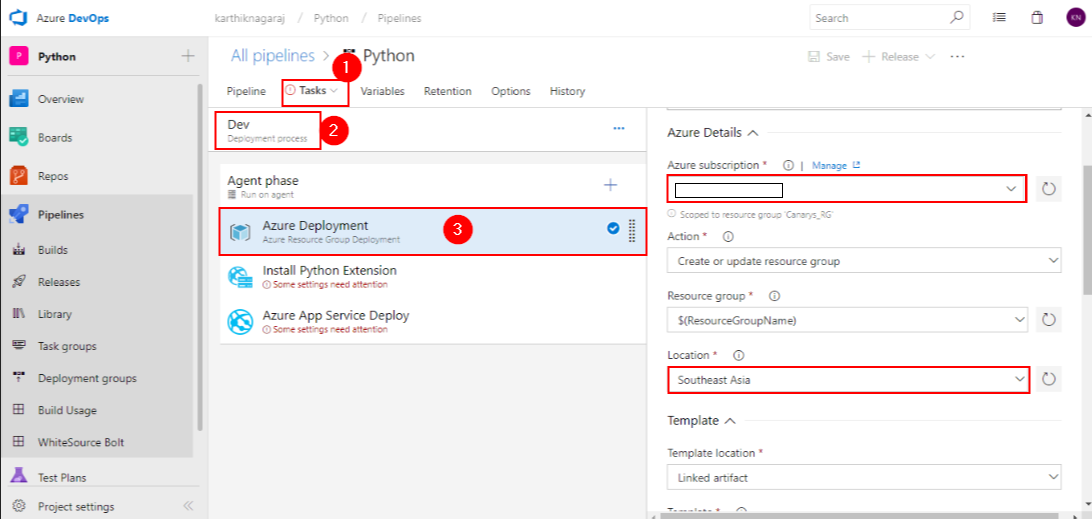 Azure DevOps
karthiknagaraj / Python / Pipelines
Search
KN
P
Python
Overview
Boards
Repos
Pipelines
Builds
Releases
Library
Task groups
Deployment groups
Build Usage
WhiteSource Bolt
Test Plans
Project settings
All pipelines > Python
Save
Release
1
Pipeline
Tasks
Variables
Retention
Options
History
Dev
Deployment process
2
Agent phase
Run on agent
Azure Deployment
Azure Resource Group Deployment
3
Install Python Extension
Some settings need attention
Azure App Service Deploy
Some settings need attention
Azure Details
Azure subscription * | Manage
Scoped to resource group 'Canarys_RG'
Action *
Create or update resource group
Resource group *
$(ResourceGroupName)
Location *
Southeast Asia
Template
Template location *
Linked artifact
Template *